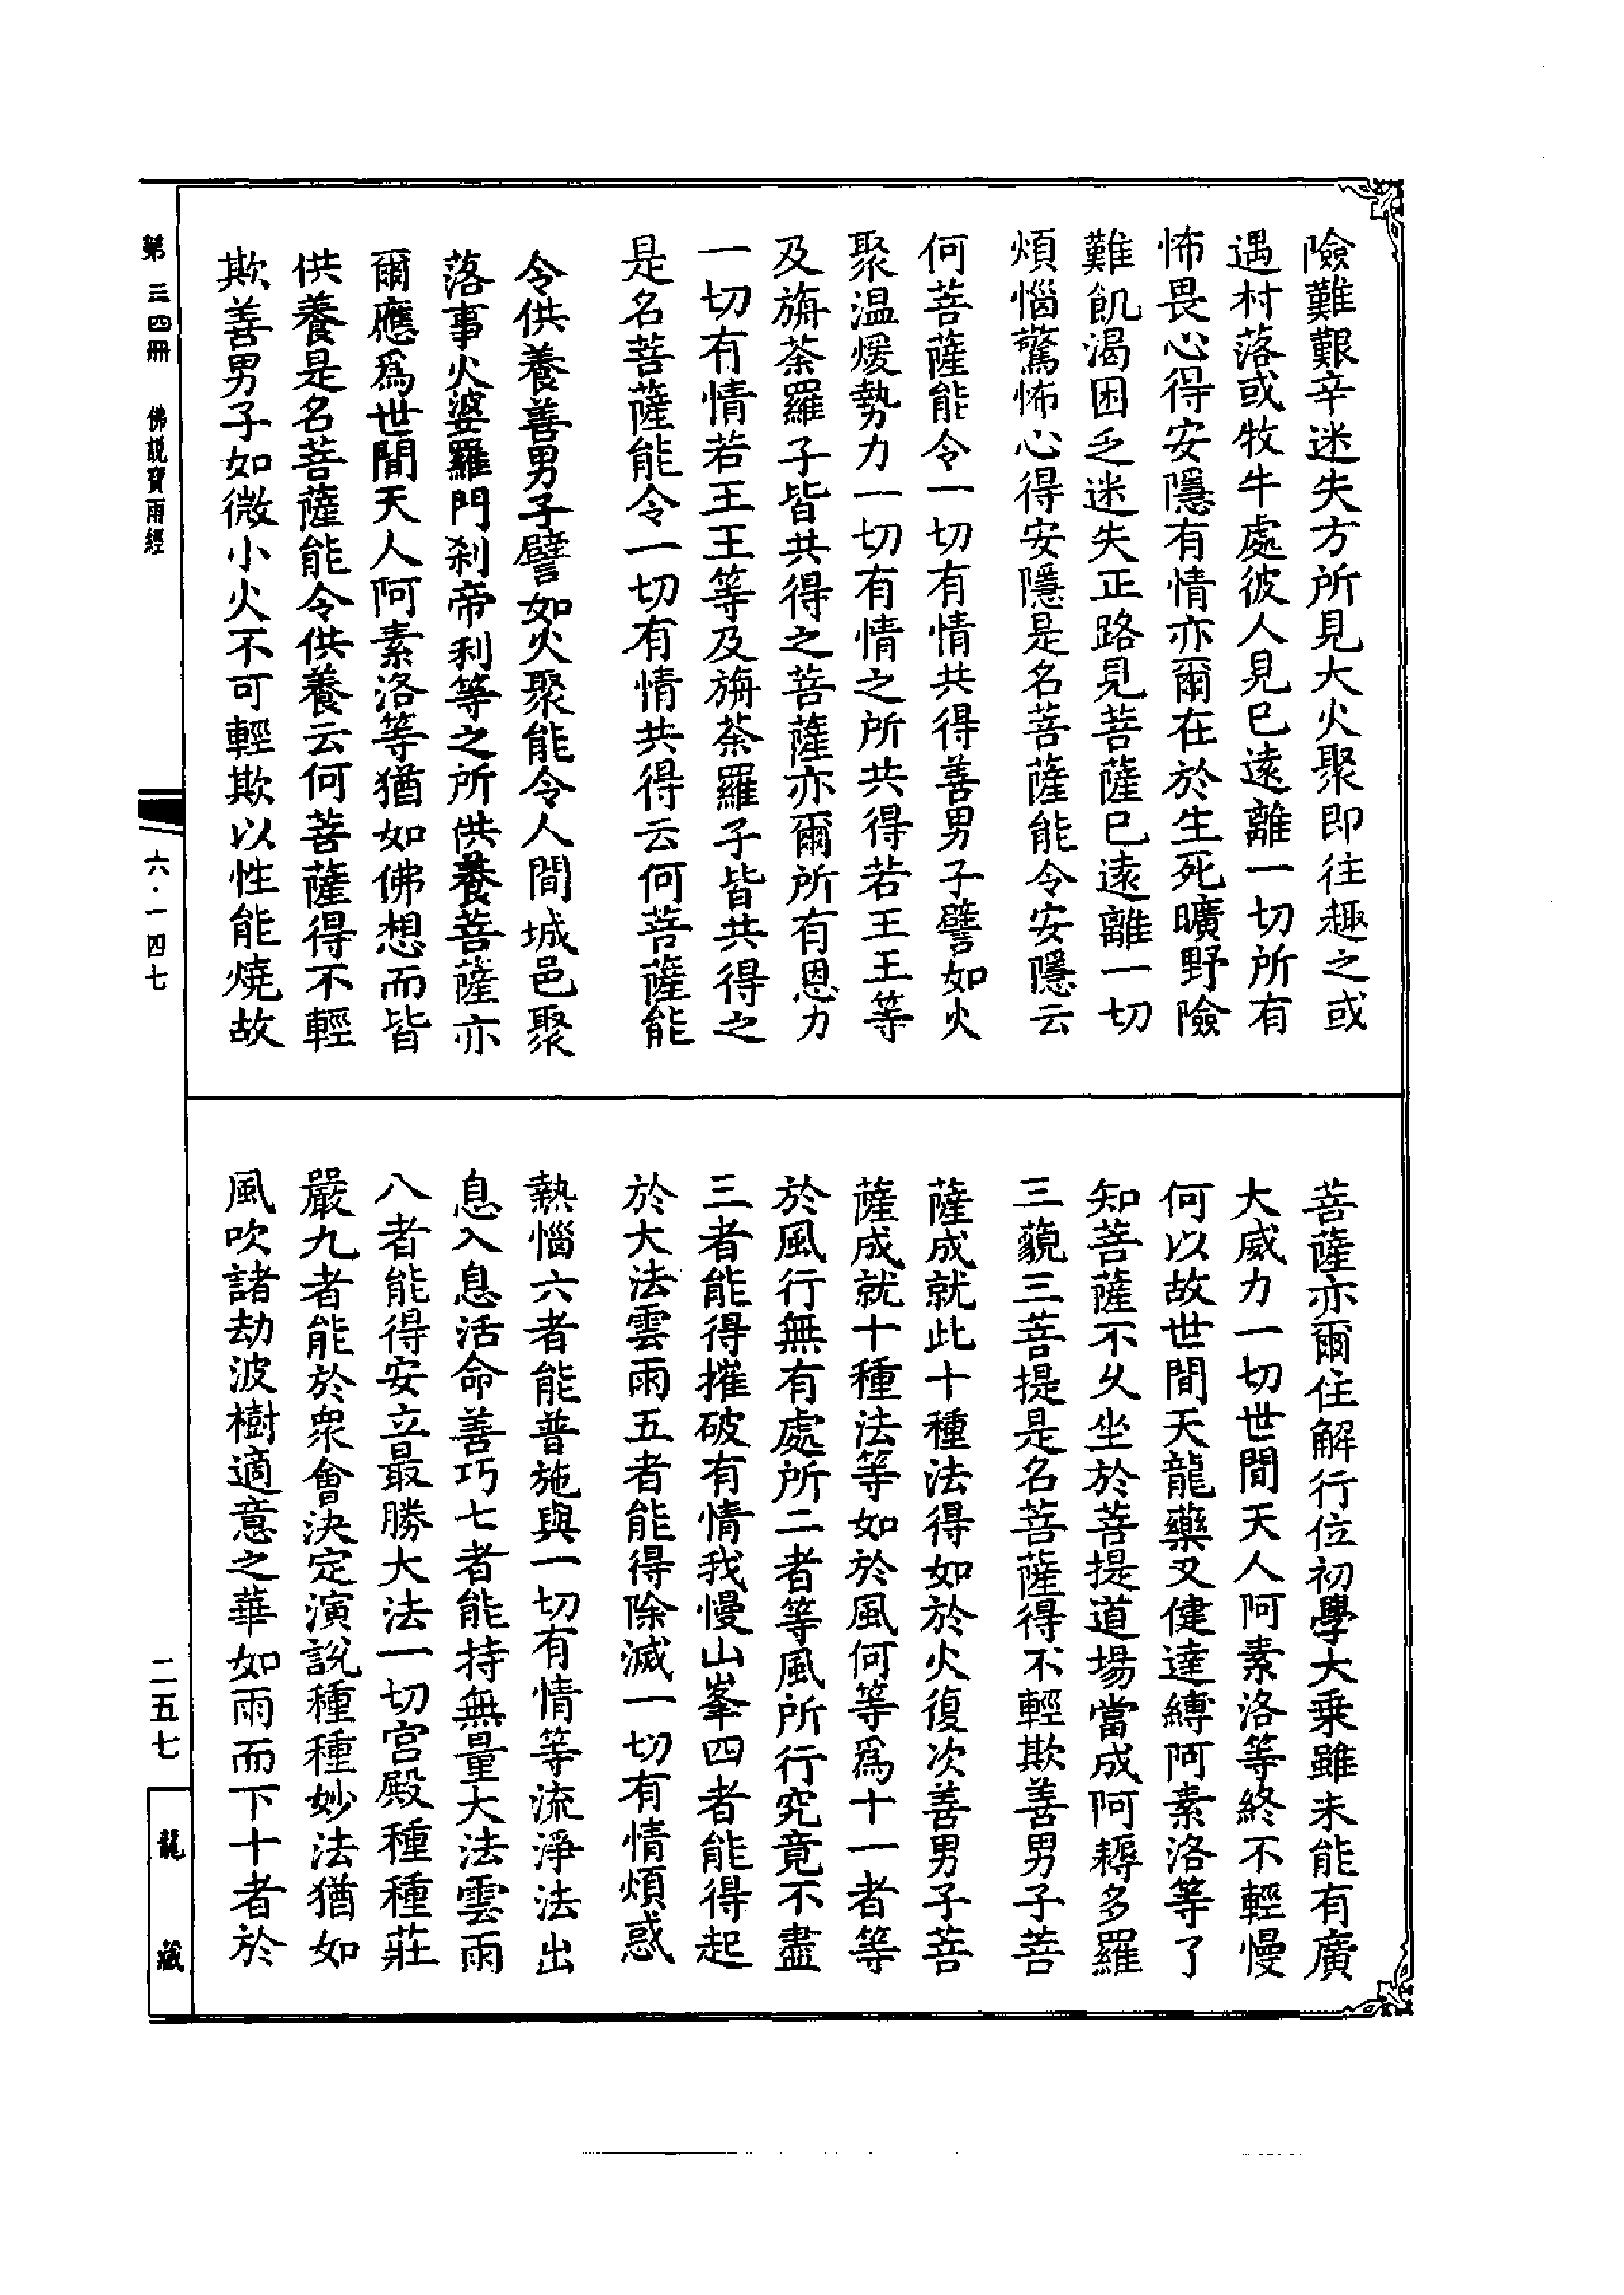 險難艱辛迷失方所見大火聚即往趣之或
遇村落或牧牛處彼人見已遠離一切所有
怖畏心得安隱有情亦爾在於生死曠野險
難飢渴困乏迷失正路見菩薩已遠離一切
煩惱驚怖心得安隱是名菩薩能令安隱云
何菩薩能令一切有情共得善男子譬如火
聚温煖勢力一切有情之所共得若王王等
及旃荼羅子皆共得之菩薩亦爾所有恩力
一切有情若王王等及旃荼羅子皆共得之
是名菩薩能令一切有情共得云何菩薩能
令供養善男子譬如火聚能令人間城邑聚
落事火婆羅門刹帝利等之所供養菩薩亦
爾應爲世間天人阿素洛等猶如佛想而皆
供養是名菩薩能令供養云何菩薩得不輕
欺善男子如微小火不可輕欺以性能燒故
菩薩亦爾住解行位初學大乗雖未能有廣
大威力一切世間天人阿素洛等終不輕慢
何以故世間天龍藥叉健達縛阿素洛等了
知菩薩不乆坐於菩提道場當成阿耨多羅
三藐三菩提是名菩薩得不輕欺善男子菩
薩成就此十種法得如於火復次善男子菩
薩成就十種法等如於風何等爲十一者等
於風行無有處所二者等風所行究竟不盡
三者能得摧破有情我慢山峯四者能得起
於大法雲雨五者能得除滅一切有情煩惑
熱惱六者能普施與一切有情等流淨法出
息入息活命善巧七者能持無量大法雲雨
八者能得安立最勝大法一切宫殿種種莊
嚴九者能於衆會決定演說種種妙法猶如
風吹諸劫波樹適意之華如雨而下十者於
第三四冊 佛説寶雨經
六·一四七
二五七
龍藏